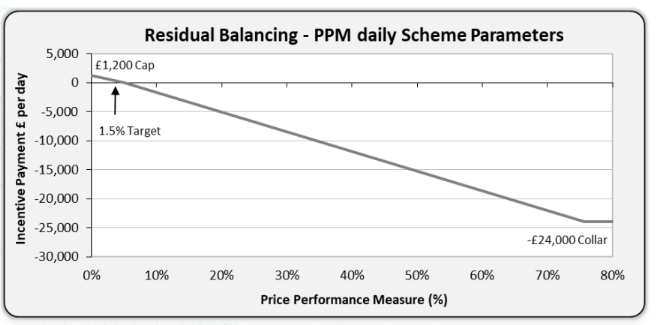 Residual Balancing - PPM daily Scheme Parameters
Incentive Payment £ per day
5,000
0
-5,000
-10,000
-15,000
-20,000
-25,000
-30,000
£1,200 Cap
1.5% Target
-£24,000 Collar
0%
10%
20%
30%
40%
50%
60%
70%
80%
Price Performance Measure (%)